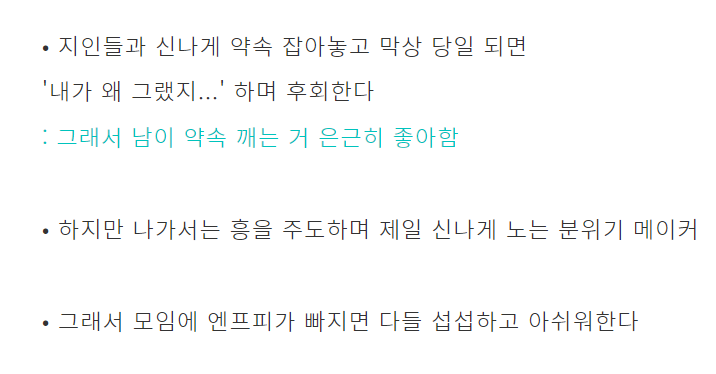 • 지인들과 신나게 약속 잡아놓고 막상 당일 되면
'내가 왜 그랬지...' 하며 후회한다
: 그래서 남이 약속 깨는 거 은근히 좋아함
• 하지만 나가서는 흥을 주도하며 제일 신나게 노는 분위기 메이커
• 그래서 모임에 엔프피가 빠지면 다들 섭섭하고 아쉬워한다